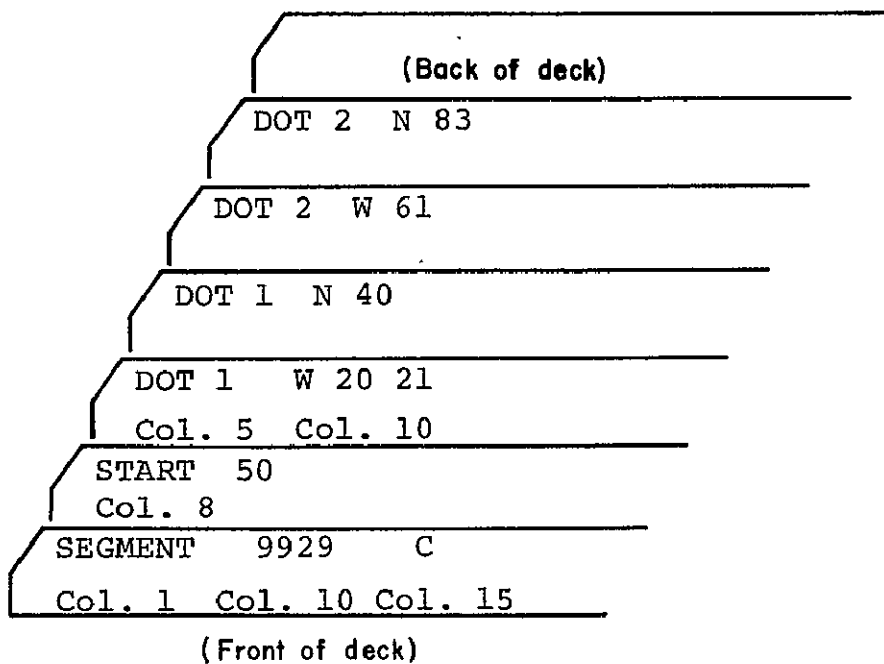 (Back of deck)
DOT 2 N 83
DOT 2 W 61
DOT 1 N 40
DOT 1 W 20 21
Col. 5 Col. 10
START 50
Col. 8
SEGMENT 9929 C
Col. 1 Col. 10 Col. 15
(Front of deck)